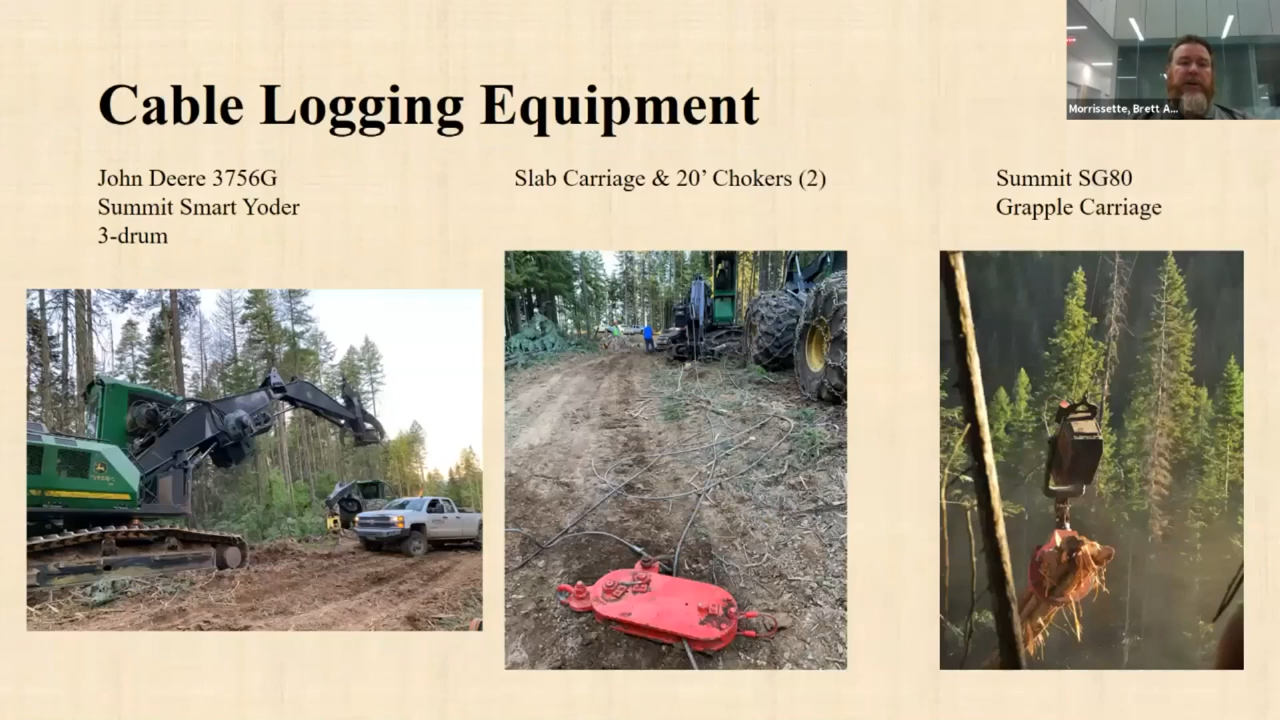 Cable Logging Equipment
Morrissette, Brett A...
John Deere 3756G
Summit Smart Yoder
3-drum
Slab Carriage & 20’ Chokers (2)
Summit SG80
Grapple Carriage